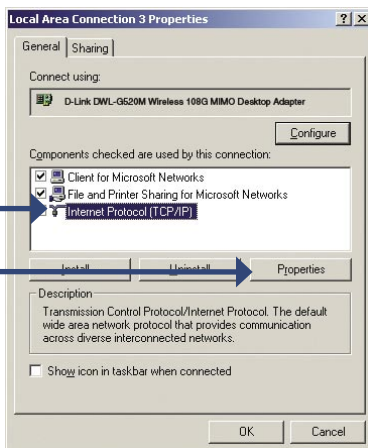 Local Area Connection 3 Properties
General Sharing
Connect using:
D-Link DWL-G520M Wireless 108G MIMO Desktop Adapter
Configure
Components checked are used by this connection:
Client for Microsoft Networks
File and Printer Sharing for Microsoft Networks
Internet Protocol (TCP/IP)
Install Uninstall Properties
Description
Transmission Control Protocol/Internet Protocol. The default
wide area network protocol that provides communication
across diverse interconnected networks.
Show icon in taskbar when connected
OK Cancel